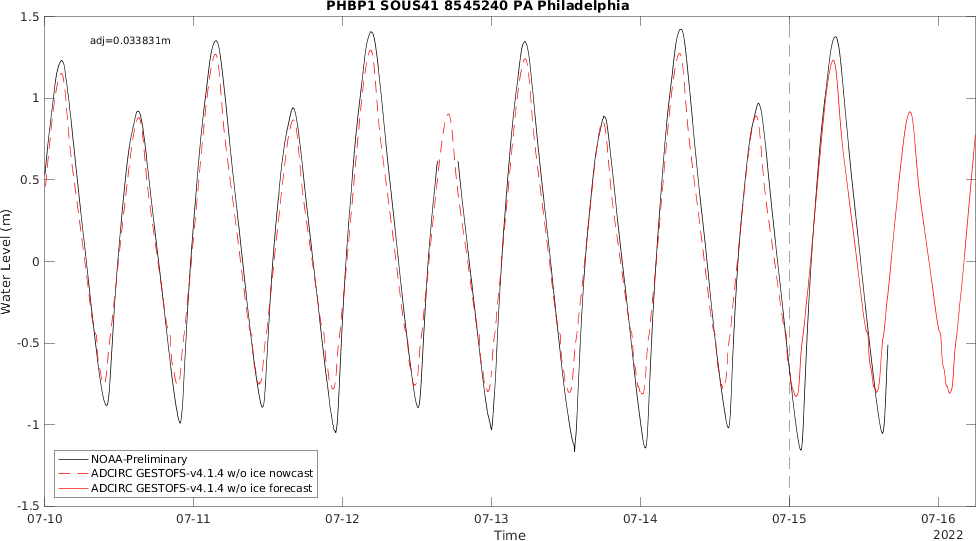 PHBP1 SOUS41 8545240 PA Philadelphia
adj=0.033831m
1.5
1
0.5
0
-0.5
-1
-1.5
Water Level (m)
NOAA-Preliminary
ADCIRC GESTOFS-v4.1.4 w/o ice nowcast
ADCIRC GESTOFS-v4.1.4 w/o ice forecast
07-10 07-11 07-12 07-13 07-14 07-15 07-16
Time
2022